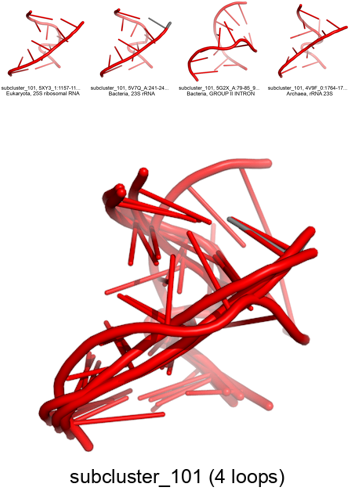 subcluster_101, 5XY3_1:1157-11...
Eukaryota, 25S ribosomal RNA
subcluster_101, 5V7Q_A:241-24...
Bacteria, 23S rRNA
subcluster_101, 5G2X_A:79-85_9...
Bacteria, GROUP II INTRON
subcluster_101, 4V9F_0:1764-17...
Archaea, rRNA 23S
subcluster_101 (4 loops)